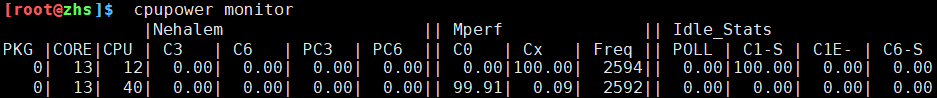 [root@zhs]$ cpupower monitor
|Nehalem || Mperf || Idle_Stats
PKG |CORE|CPU | C3 | C6 | PC3 | PC6 || C0 | Cx | Freq || POLL | C1-S | C1E- | C6-S
0| 13| 12| 0.00| 0.00| 0.00| 0.00|| 0.00|100.00| 2594|| 0.00|100.00| 0.00| 0.00
0| 13| 40| 0.00| 0.00| 0.00| 0.00|| 99.91| 0.09| 2592|| 0.00| 0.00| 0.00| 0.00